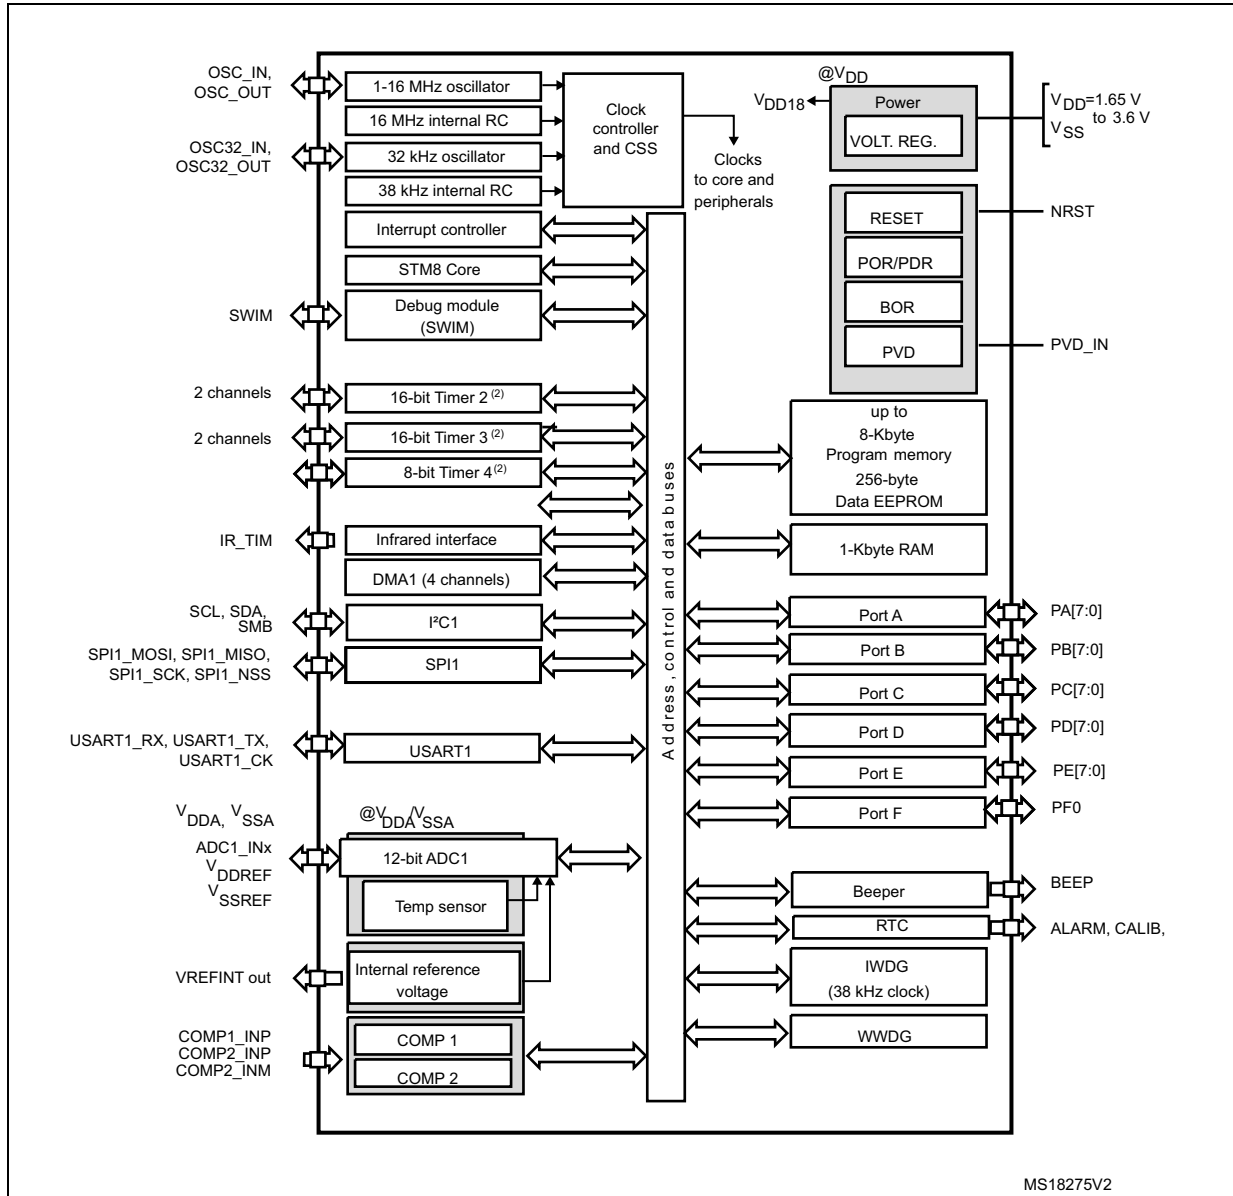 OSC_IN,
OSC_OUT
1-16 MHz oscillator
16 MHz internal RC
OSC32_IN,
OSC32_OUT
32 kHz oscillator
38 kHz internal RC
Clock
controller
and CSS
Clocks
to core and
peripherals
@VDD
VDD18
Power
VOLT. REG.
VDD=1.65 V
to 3.6 V
VSS
Interrupt controller
STM8 Core
SWIM
Debug module
(SWIM)
RESET
NRST
POR/PDR
BOR
PVD
PVD_IN
2 channels
16-bit Timer 2 (2)
2 channels
16-bit Timer 3 (2)
8-bit Timer 4 (2)
up to
8-Kbyte
Program memory
256-byte
Data EEPROM
IR_TIM
Infrared interface
1-Kbyte RAM
DMA1 (4 channels)
SCL, SDA,
SMB
I²C1
SPI1_MOSI, SPI1_MISO,
SPI1_SCK, SPI1_NSS
SPI1
USART1_RX, USART1_TX,
USART1_CK
USART1
Address, control and data buses
Port A
PA[7:0]
Port B
PB[7:0]
Port C
PC[7:0]
Port D
PD[7:0]
Port E
PE[7:0]
Port F
PF0
VDDA, VSSA
@VDDA/VSSA
ADC1_INx
VDDREF
VSSREF
12-bit ADC1
Temp sensor
VREFINT out
Internal reference
voltage
COMP1_INP
COMP2_INP
COMP2_INM
COMP 1
COMP 2
Beeper
BEEP
RTC
ALARM, CALIB,
IWDG
(38 kHz clock)
WWDG
MS18275V2